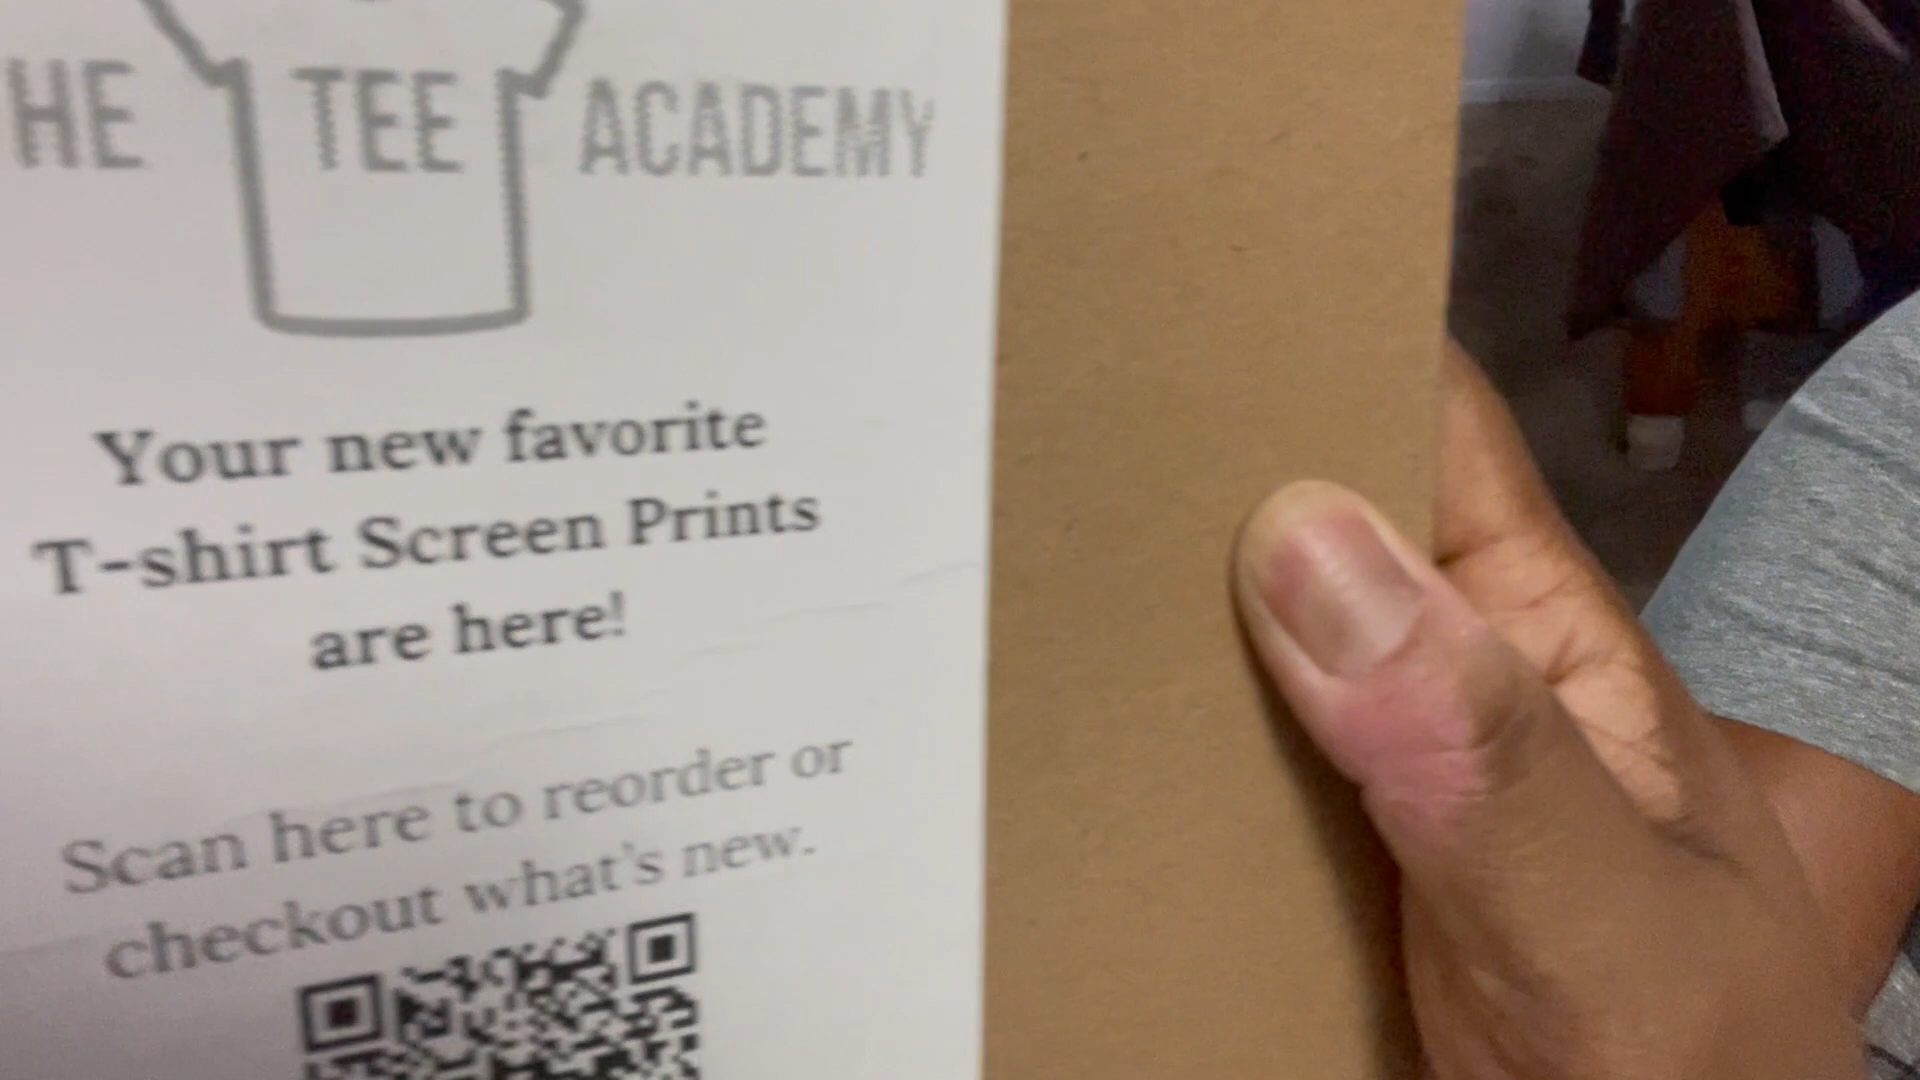 HE TEE ACADEMY
Your new favorite
T-shirt Screen Prints
are here!
Scan here to reorder or
checkout what's new.